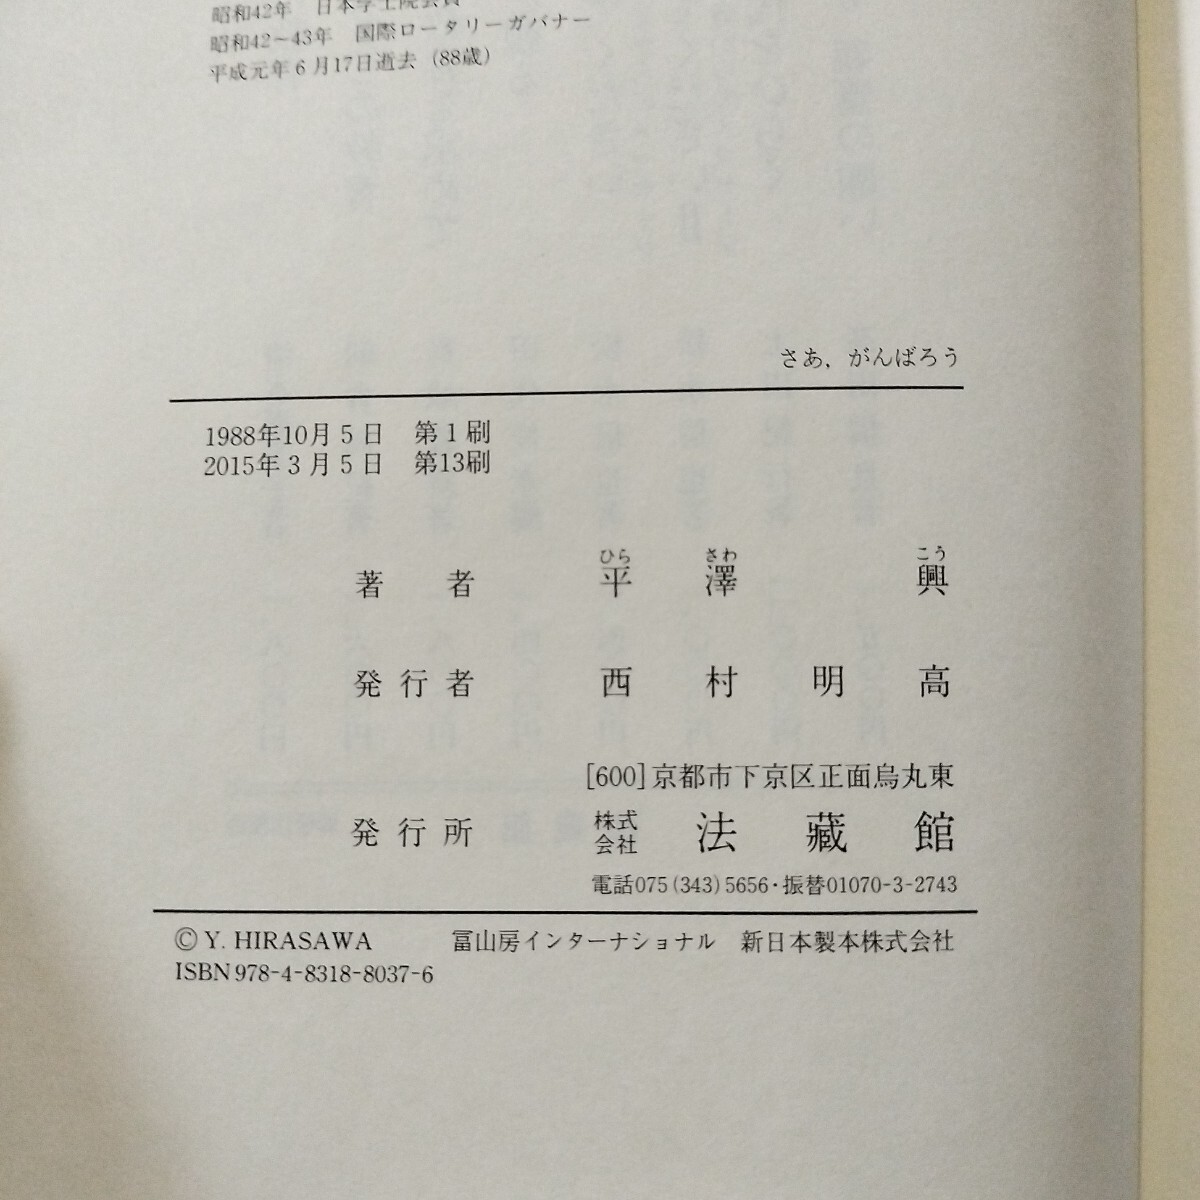 昭和42年　日本学士院会員
昭和42～43年　国際ロータリーガバナー
平成元年6月17日逝去（88歳）
さあ，がんばろう
1988年10月5日　第1刷
2015年3月5日　第13刷
ひら　さわ　こう
著者　平澤興
発行者　西村明高
[600]京都市下京区正面烏丸東
発行所　株式会社　法藏館
電話075(343)5656・振替01070-3-2743
©Y. HIRASAWA　冨山房インターナショナル　新日本製本株式会社
ISBN978-4-8318-8037-6